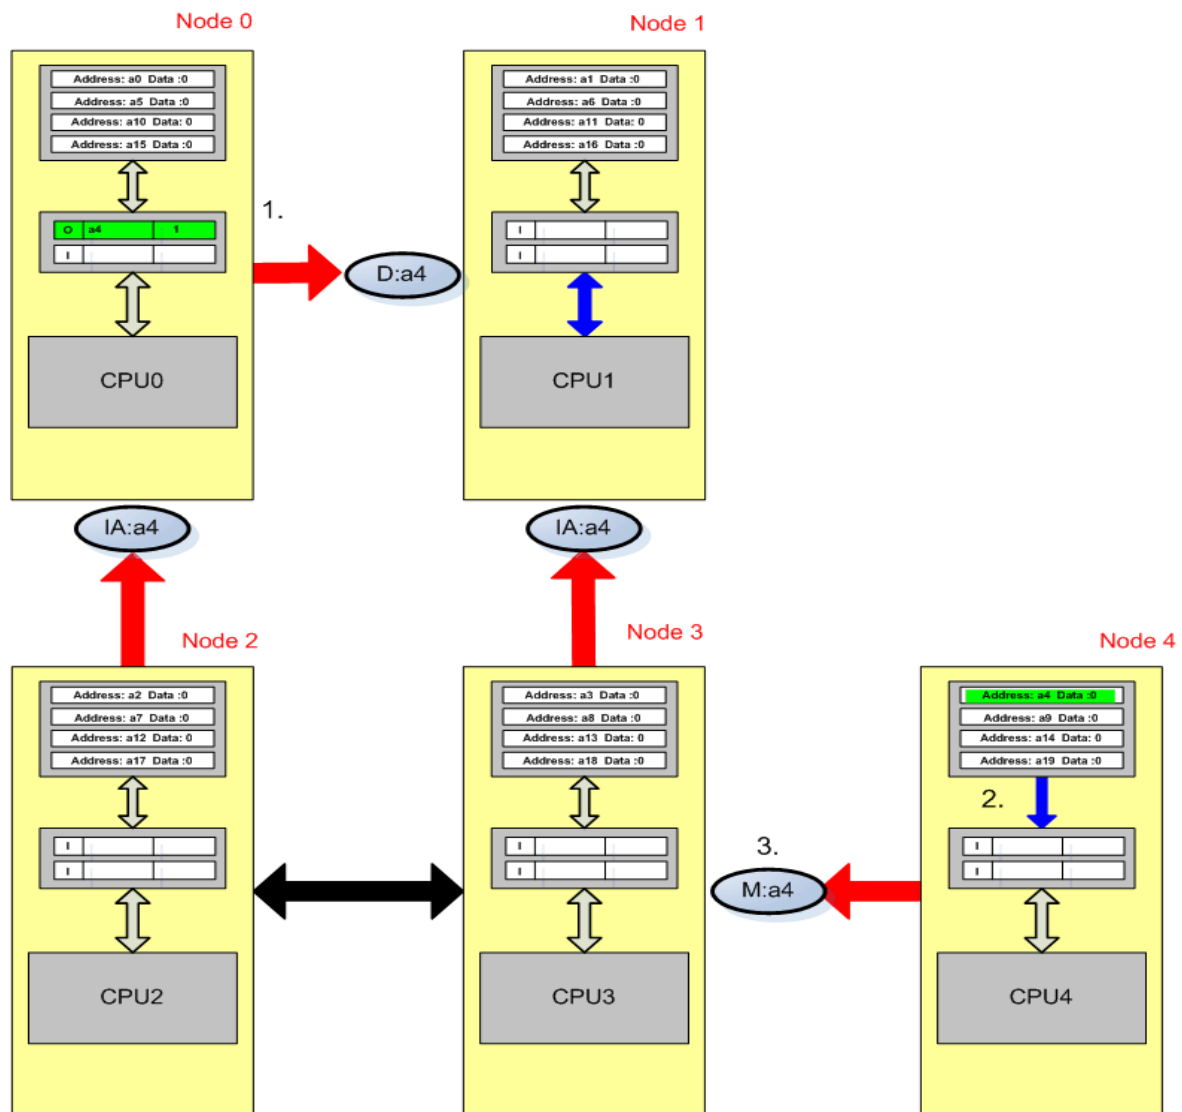 Node 0
Node 1
Address: a0 Data :0
Address: a5 Data :0
Address: a10 Data: 0
Address: a15 Data :0
Address: a1 Data :0
Address: a6 Data :0
Address: a11 Data: 0
Address: a16 Data :0
1.
O a4 1
I
I
I
D:a4
CPU0
CPU1
IA:a4
IA:a4
Node 2
Node 3
Node 4
Address: a2 Data :0
Address: a7 Data :0
Address: a12 Data: 0
Address: a17 Data :0
Address: a3 Data :0
Address: a8 Data :0
Address: a13 Data: 0
Address: a18 Data :0
Address: a4 Data :0
Address: a9 Data :0
Address: a14 Data: 0
Address: a19 Data :0
2.
I
I
I
I
3.
I
I
M:a4
CPU2
CPU3
CPU4